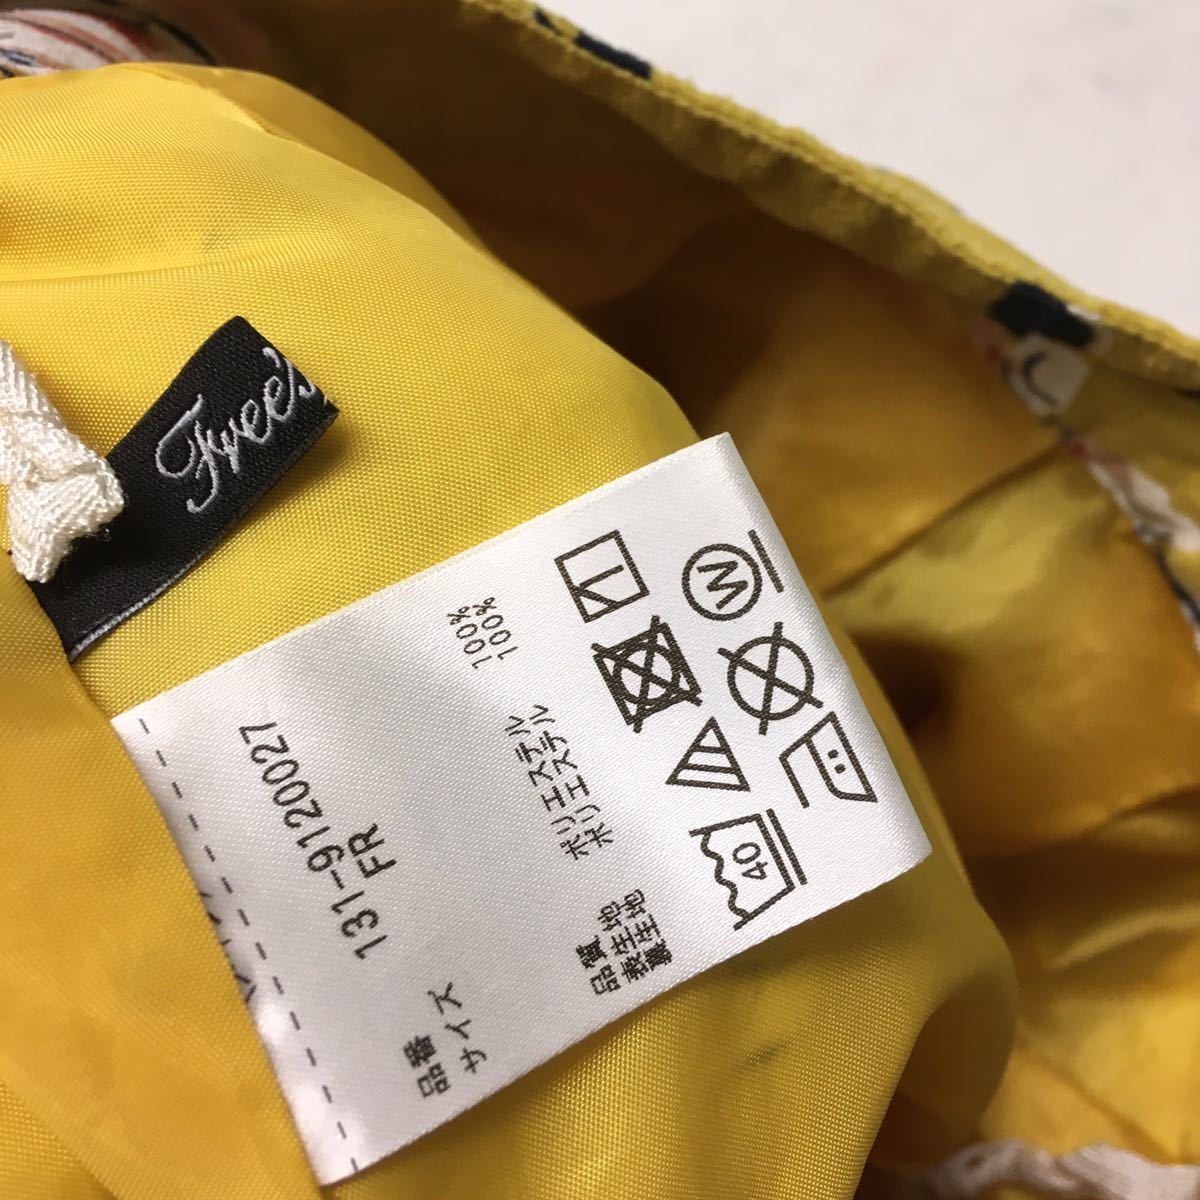 Tvee's
品番 131-9120027
サイズ FR
品質
表生地 ポリエステル 100%
裏生地 ポリエステル 100%
40
W